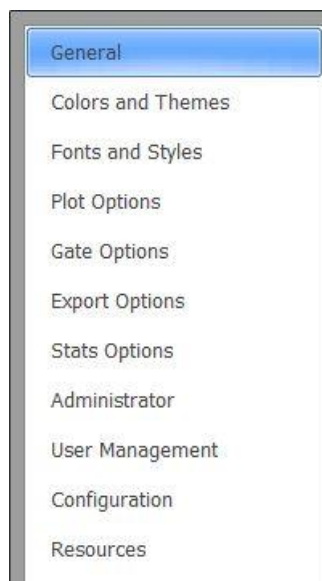 General
Colors and Themes
Fonts and Styles
Plot Options
Gate Options
Export Options
Stats Options
Administrator
User Management
Configuration
Resources